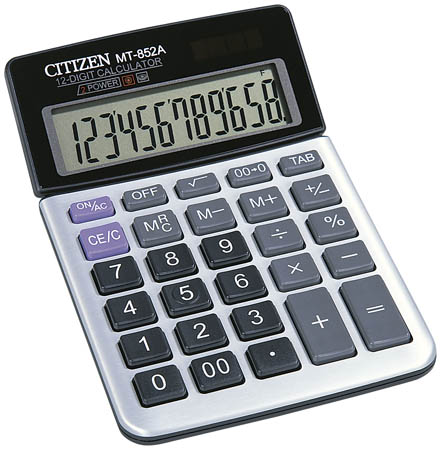 CITIZEN MT-852A
12-DIGIT CALCULATOR
2 POWER
F
123456789658
ON/AC OFF √ 00→0 TAB
CE/C MRC M− M+ +/−
7 8 9 ÷ %
4 5 6 × −
1 2 3 + =
0 00 •